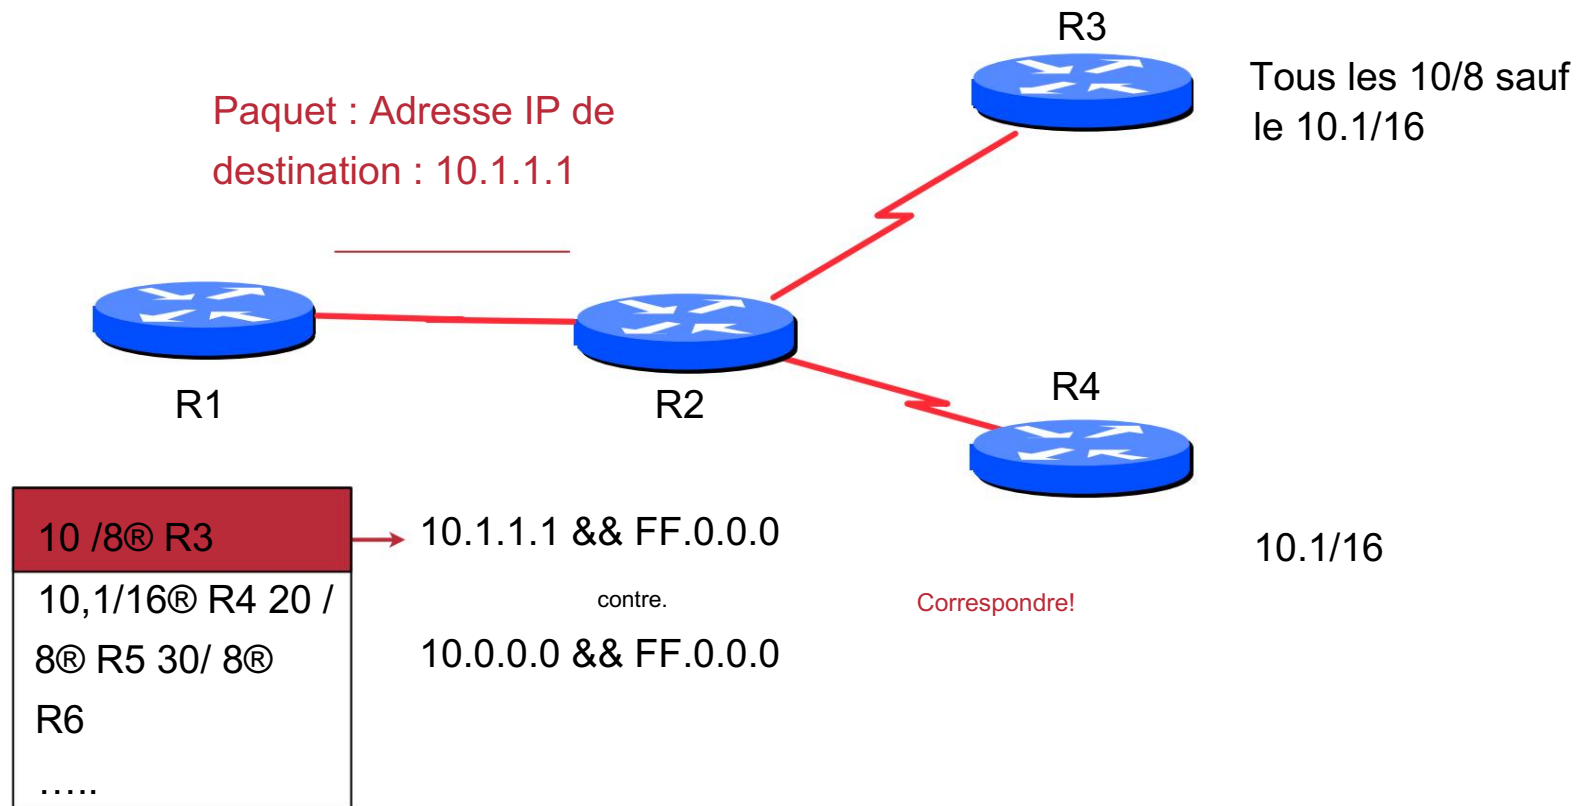 R3
Tous les 10/8 sauf
le 10.1/16
Paquet : Adresse IP de
destination : 10.1.1.1
R1
R2
R4
10 /8® R3
10,1/16® R4 20 /
8® R5 30/ 8®
R6
.....
10.1.1.1 && FF.0.0.0
contre.
10.0.0.0 && FF.0.0.0
Correspondre!
10.1/16